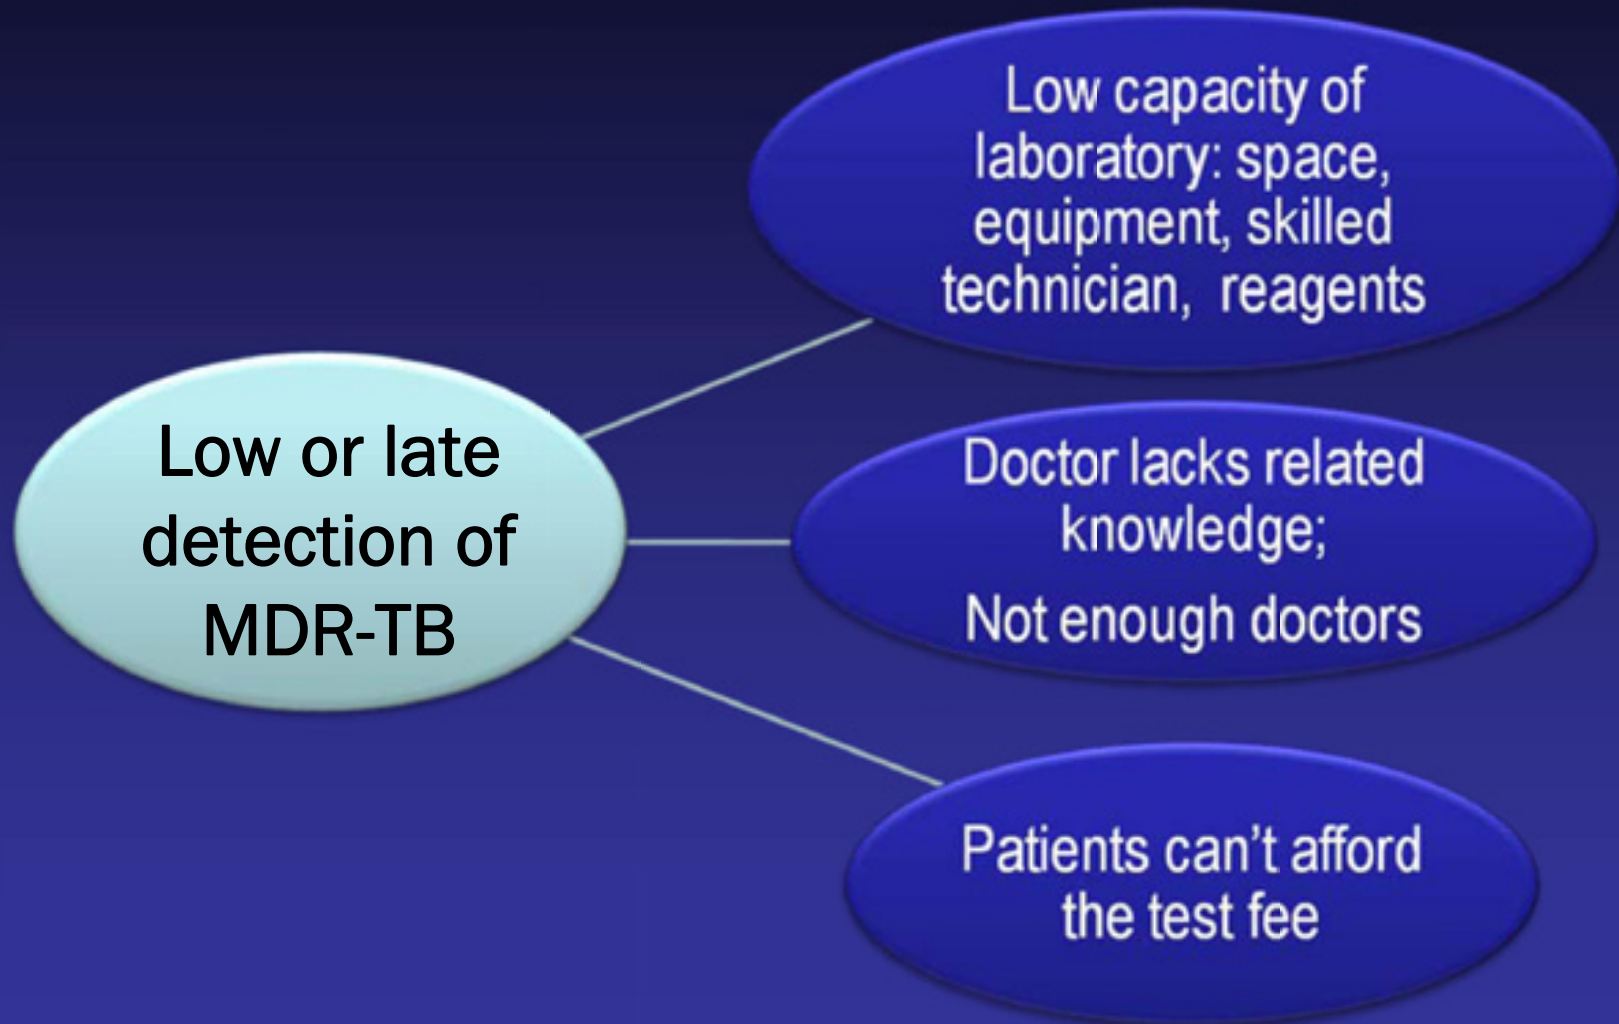 Low or late
detection of
MDR-TB
Low capacity of
laboratory: space,
equipment, skilled
technician, reagents
Doctor lacks related
knowledge;
Not enough doctors
Patients can’t afford
the test fee